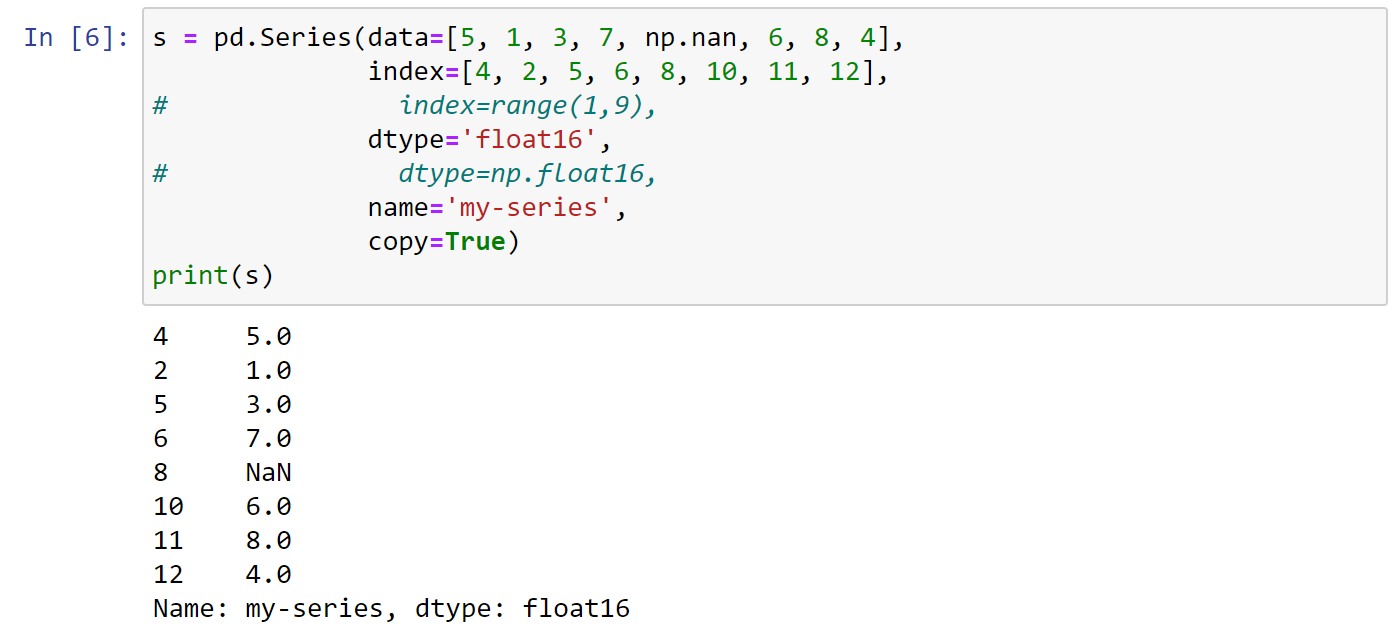 In [6]: s = pd.Series(data=[5, 1, 3, 7, np.nan, 6, 8, 4],
              index=[4, 2, 5, 6, 8, 10, 11, 12],
#               index=range(1,9),
              dtype='float16',
#               dtype=np.float16,
              name='my-series',
              copy=True)
print(s)
4     5.0
2     1.0
5     3.0
6     7.0
8     NaN
10    6.0
11    8.0
12    4.0
Name: my-series, dtype: float16